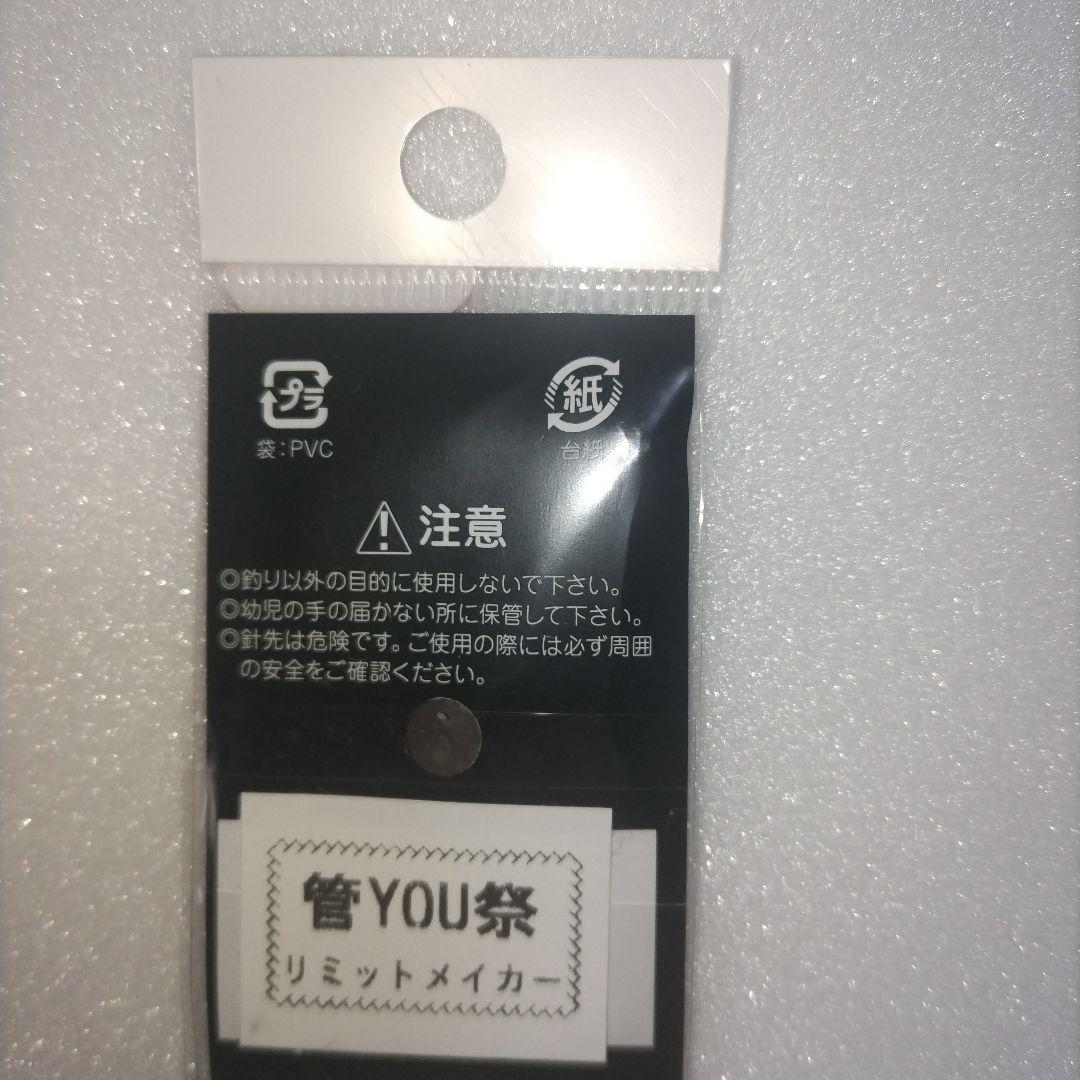 プラ
紙
袋：PVC
台紙
注意
◎釣り以外の目的に使用しないで下さい。
◎幼児の手の届かない所に保管して下さい。
◎針先は危険です。ご使用の際には必ず周囲
の安全をご確認ください。
管YOU祭
リミットメイカー